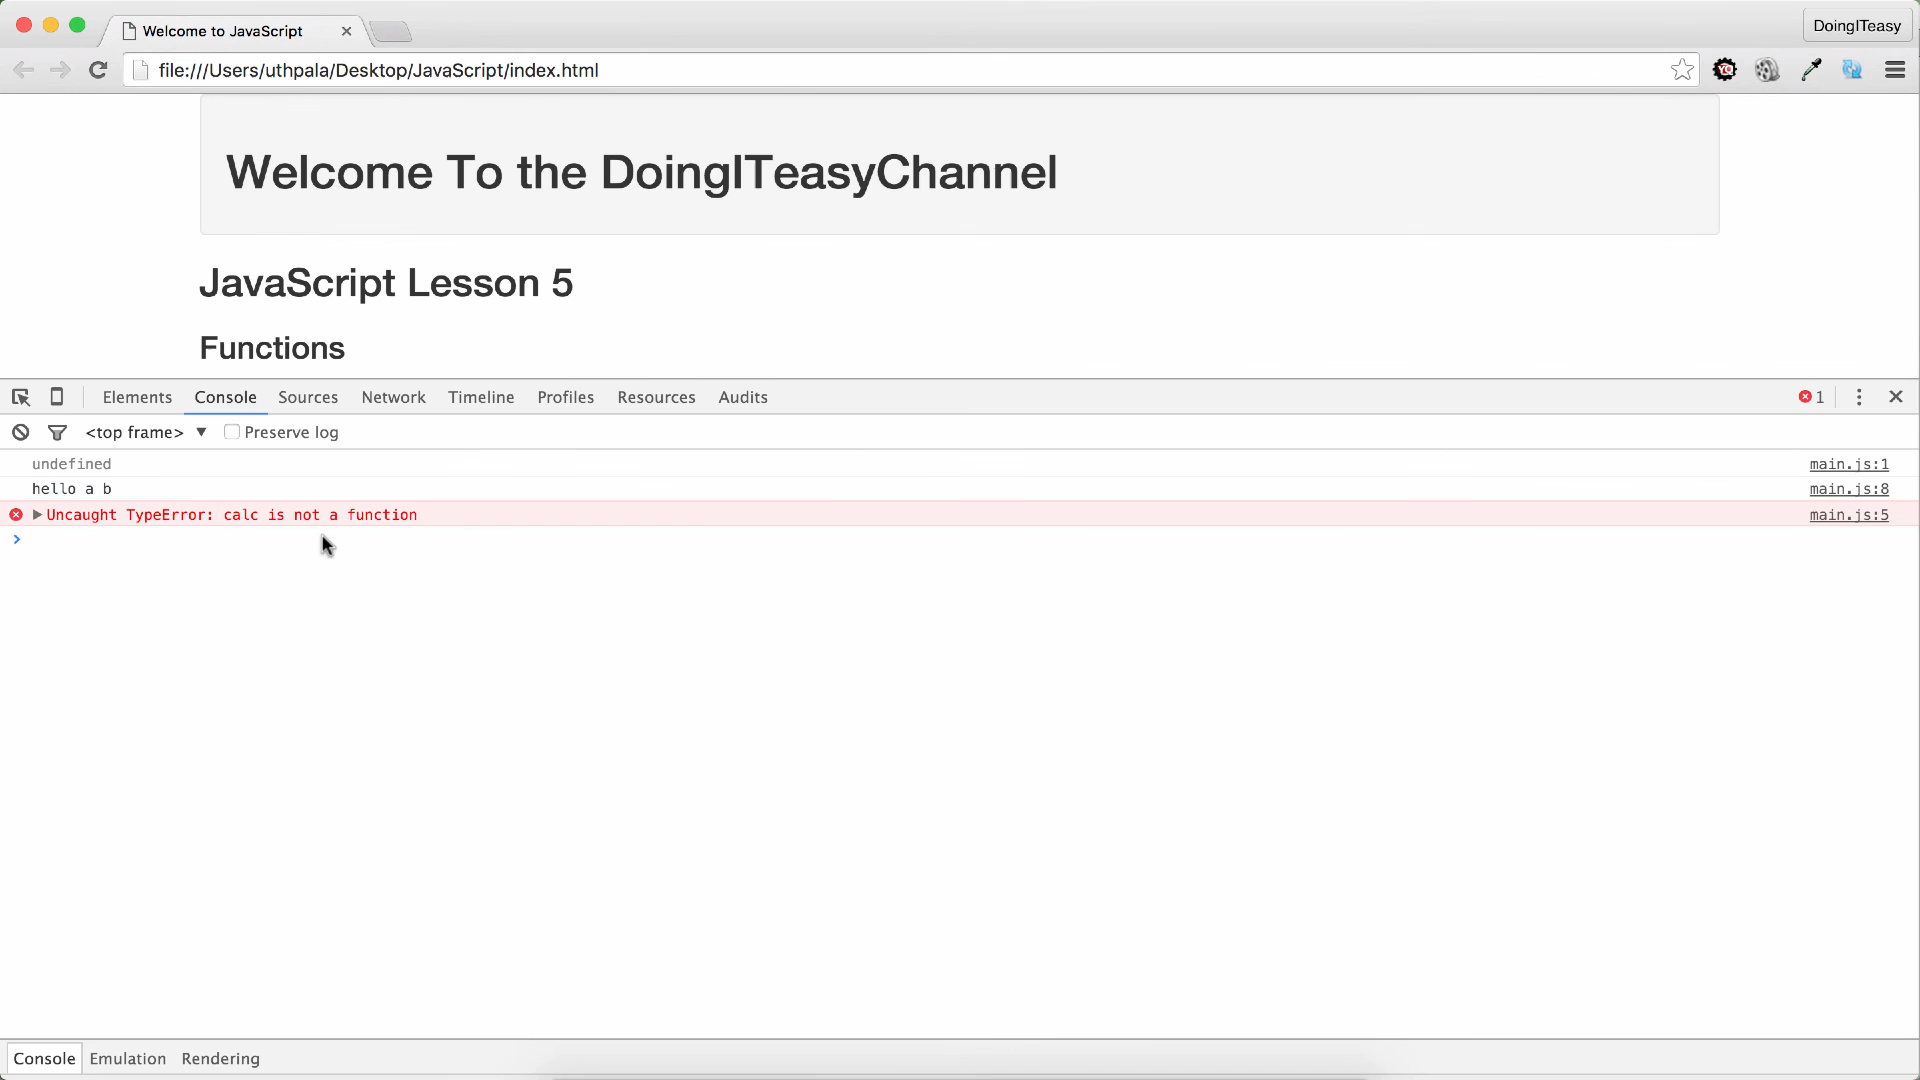 Welcome to JavaScript
DoingITeasy
file:///Users/uthpala/Desktop/JavaScript/index.html
Welcome To the DoingITeasyChannel
JavaScript Lesson 5
Functions
Elements Console Sources Network Timeline Profiles Resources Audits 1
<top frame> Preserve log
undefined main.js:1
hello a b main.js:8
Uncaught TypeError: calc is not a function main.js:5
Console Emulation Rendering